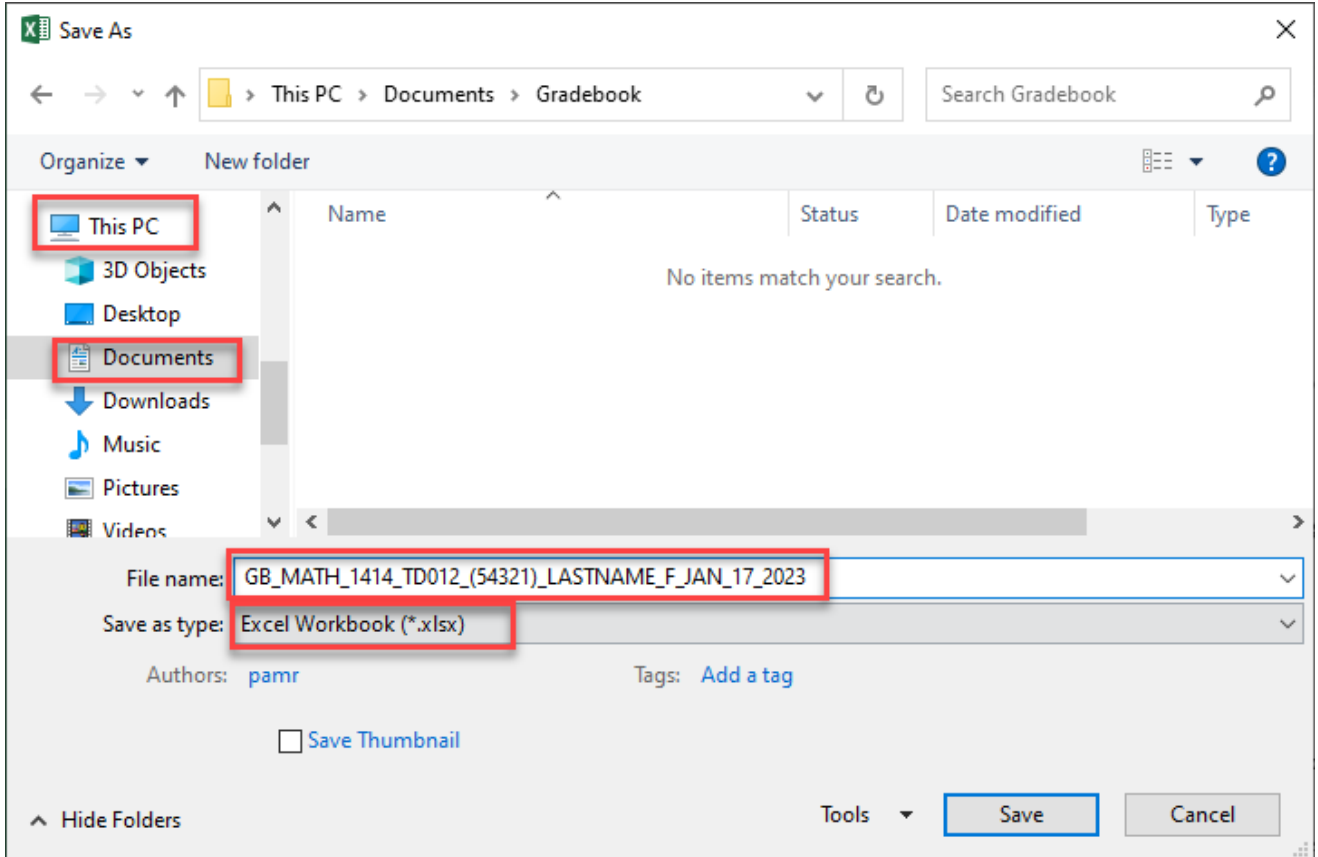 Save As
This PC > Documents > Gradebook
Search Gradebook
Organize
New folder
?
This PC
3D Objects
Desktop
Documents
Downloads
Music
Pictures
Videos
Name
Status
Date modified
Type
No items match your search.
File name: GB_MATH_1414_TD012_(54321)_LASTNAME_F_JAN_17_2023
Save as type: Excel Workbook (*.xlsx)
Authors: pamr
Tags: Add a tag
Save Thumbnail
Hide Folders
Tools
Save
Cancel